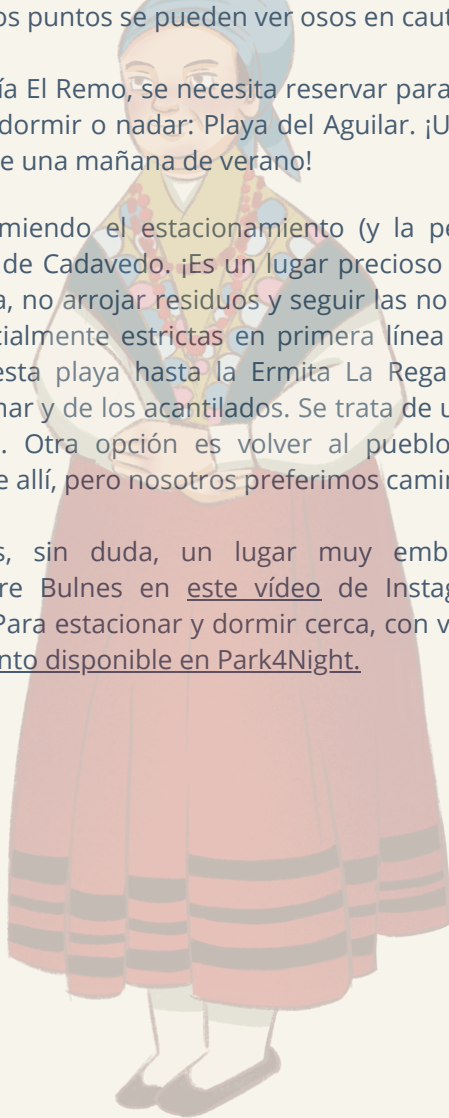 os puntos se pueden ver osos en caut
ía El Remo, se necesita reservar para
dormir o nadar: Playa del Aguilar. ¡U
e una mañana de verano!
miendo el estacionamiento (y la pe
de Cadavedo. ¡Es un lugar precioso
a, no arrojar residuos y seguir las no
cialmente estrictas en primera línea
esta playa hasta la Ermita La Rega
nar y de los acantilados. Se trata de u
. Otra opción es volver al pueblo
e allí, pero nosotros preferimos camin
s, sin duda, un lugar muy emb
re Bulnes en este vídeo de Instag
Para estacionar y dormir cerca, con v
nto disponible en Park4Night.